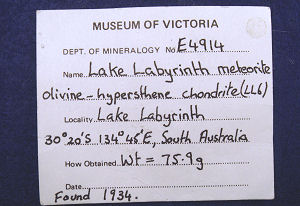 MUSEUM OF VICTORIA
DEPT. OF MINERALOGY No. E4914
Name Lake Labyrinth meteorite
olivine-hypersthene chondrite (LL6)
Locality Lake Labyrinth
30°20'S 134°45'E, South Australia
How Obtained Wt = 75.9g
Date
Found 1934.